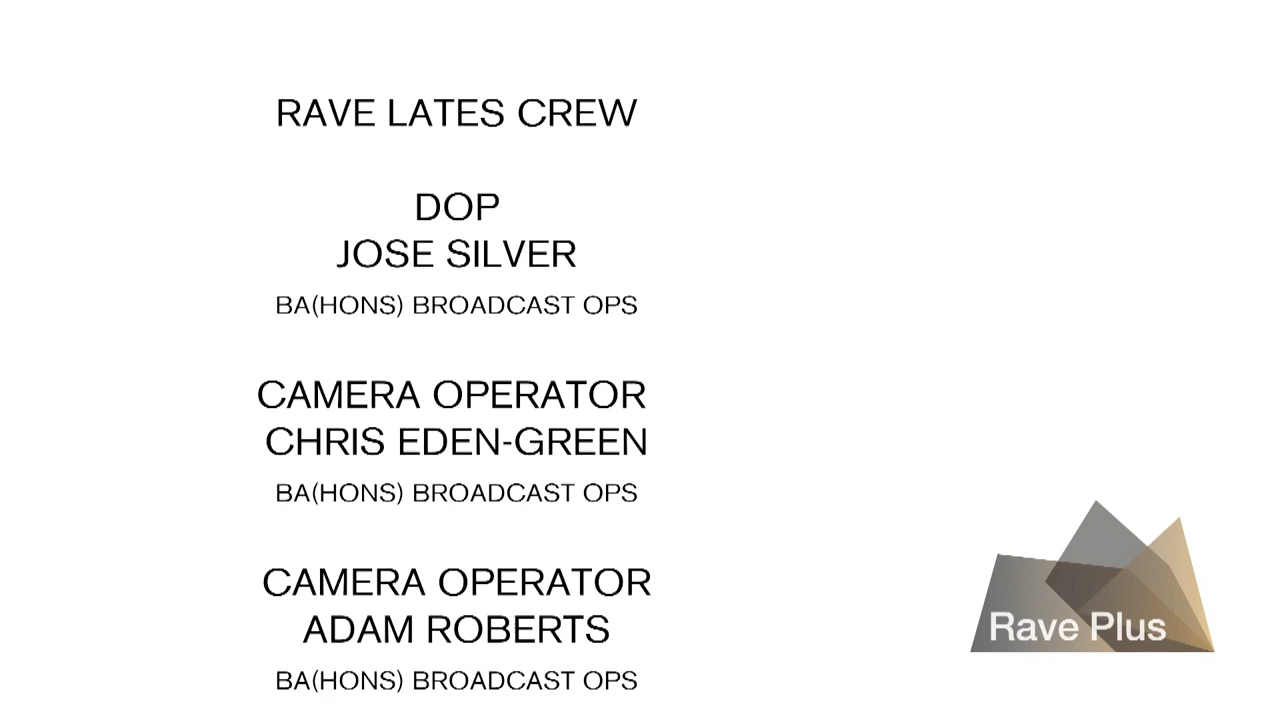 RAVE LATES CREW
DOP
JOSE SILVER
BA(HONS) BROADCAST OPS
CAMERA OPERATOR
CHRIS EDEN-GREEN
BA(HONS) BROADCAST OPS
CAMERA OPERATOR
ADAM ROBERTS
BA(HONS) BROADCAST OPS
Rave Plus